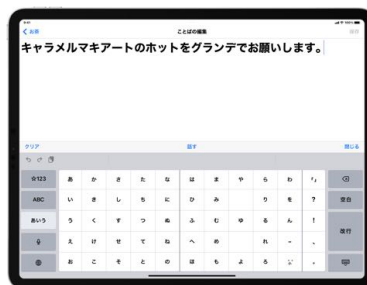 9:41
ことばの編集
キャラメルマキアートのホットをグランデでお願いします。
クリア 話す 閉じる
☆123 あ か さ た な は ま や ら わ 「」
ABC い き し ち に ひ み り を ? 空白
あいう う く す つ ぬ ふ む ゆ る ん !
え け せ て ね へ め れ ー 、 改行
お こ そ と の ほ も よ ろ 。